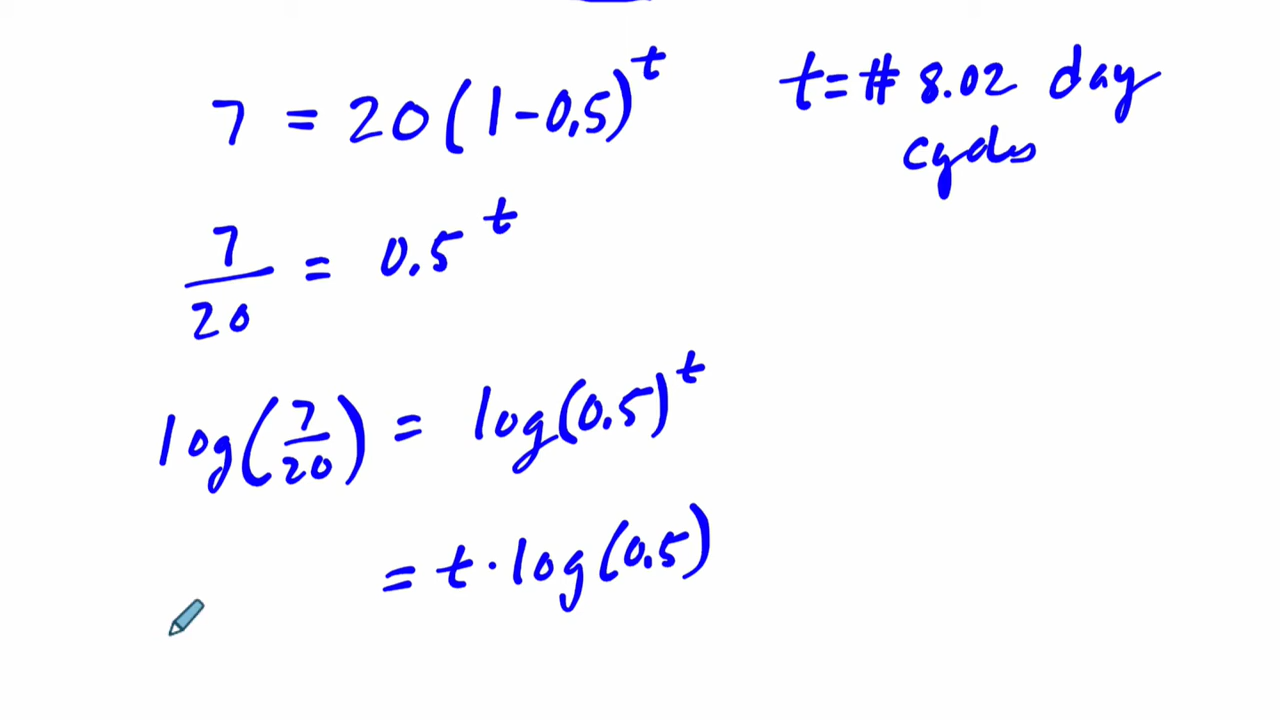 7 = 20(1-0.5)^t
t = # 8.02 day
cycles
7/20 = 0.5^t
log(7/20) = log(0.5)^t
= t · log(0.5)